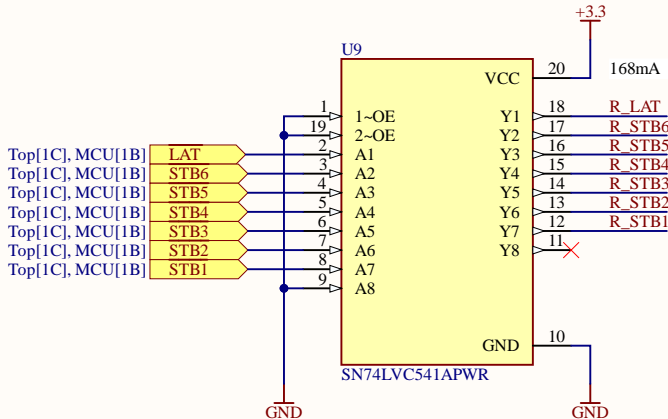 +3.3
U9
20 168mA
VCC
1 1~OE Y1 18 R_LAT
19 2~OE Y2 17 R_STB6
Top[1C], MCU[1B] LAT 2 A1 Y3 16 R_STB5
Top[1C], MCU[1B] STB6 3 A2 Y4 15 R_STB4
Top[1C], MCU[1B] STB5 4 A3 Y5 14 R_STB3
Top[1C], MCU[1B] STB4 5 A4 Y6 13 R_STB2
Top[1C], MCU[1B] STB3 6 A5 Y7 12 R_STB1
Top[1C], MCU[1B] STB2 7 A6 Y8 11
Top[1C], MCU[1B] STB1 8 A7
9 A8
GND 10
SN74LVC541APWR
GND GND